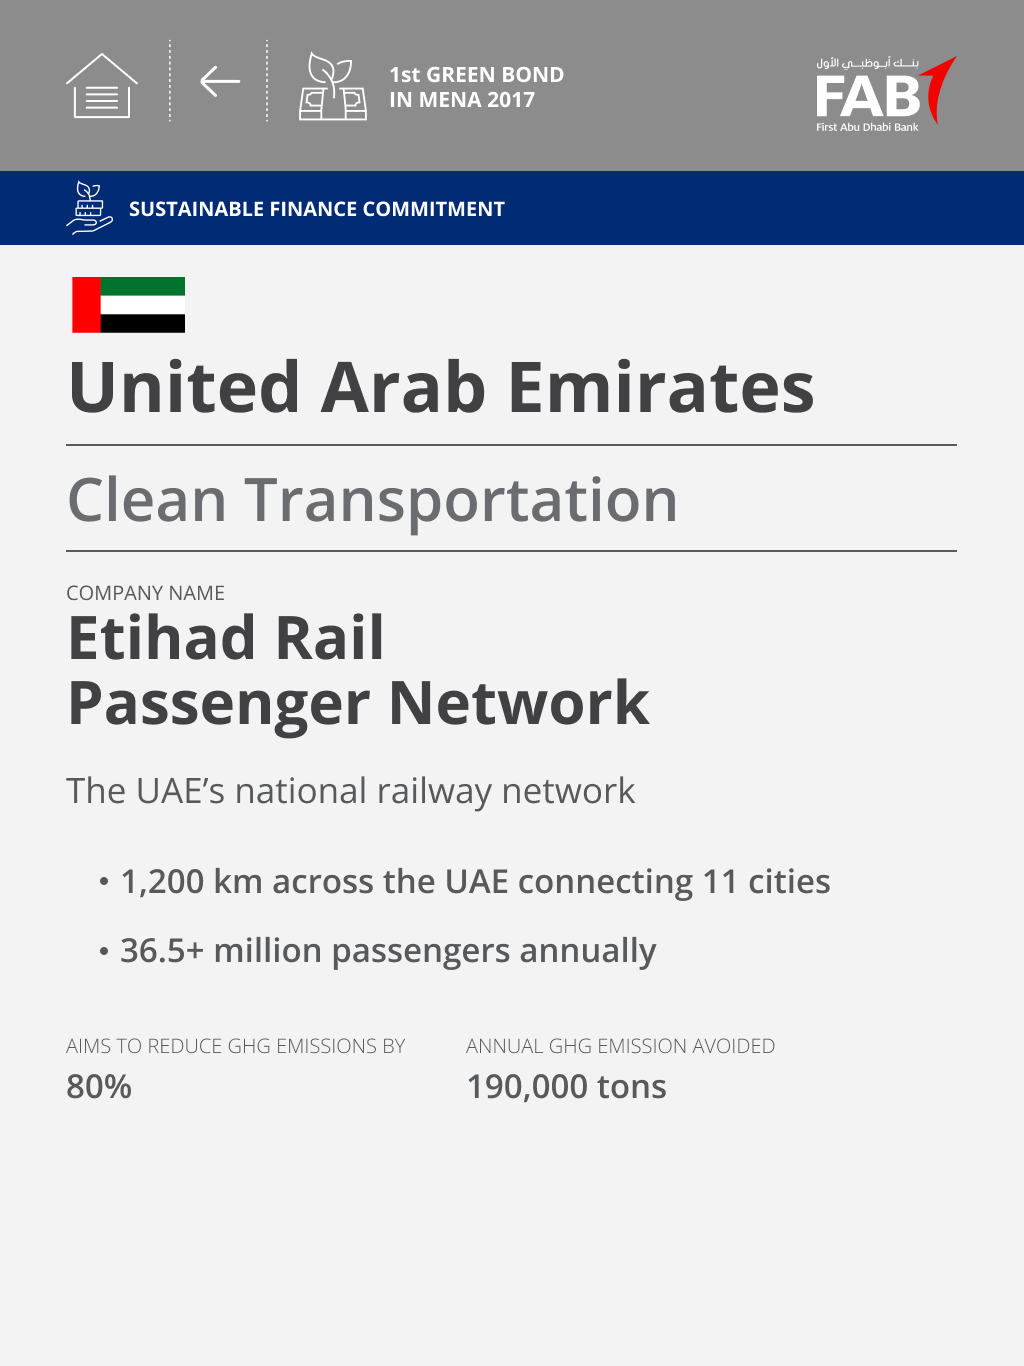 1st GREEN BOND
IN MENA 2017
بنــك أبــوظبــي الأول
FAB
First Abu Dhabi Bank
SUSTAINABLE FINANCE COMMITMENT
United Arab Emirates
Clean Transportation
COMPANY NAME
Etihad Rail
Passenger Network
The UAE’s national railway network
• 1,200 km across the UAE connecting 11 cities
• 36.5+ million passengers annually
AIMS TO REDUCE GHG EMISSIONS BY
80%
ANNUAL GHG EMISSION AVOIDED
190,000 tons